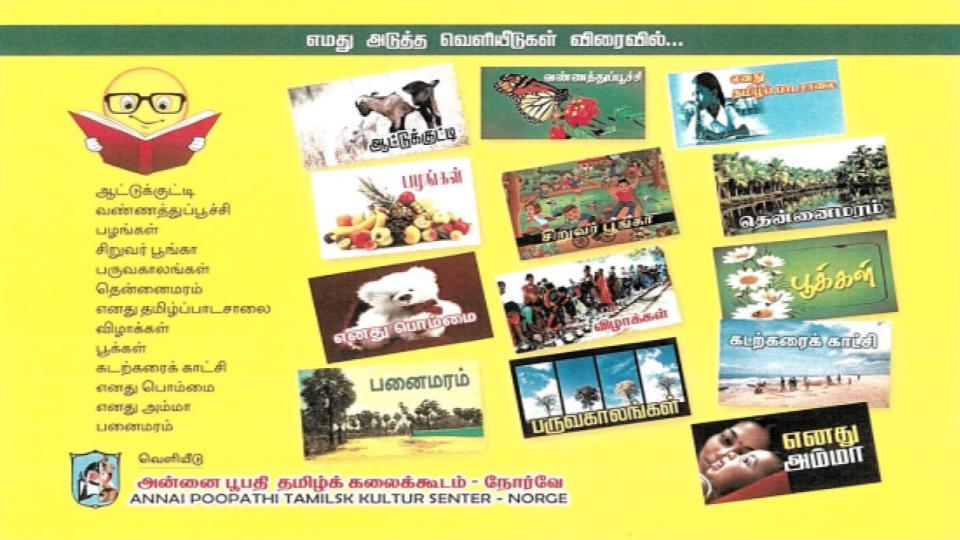 எமது அடுத்த வெளியீடுகள் விரைவில்...
ஆட்டுக்குட்டி
வண்ணத்துப்பூச்சி
பழங்கள்
சிறுவர் பூங்கா
பருவகாலங்கள்
தென்னைமரம்
எனது தமிழ்ப்பாடசாலை
விழாக்கள்
பூக்கள்
கடற்கரைக் காட்சி
எனது பொம்மை
எனது அம்மா
பனைமரம்
ஆட்டுக்குட்டி
வண்ணத்துப்பூச்சி
எனது
தமிழ்ப்பாடசாலை
பழங்கள்
சிறுவர் பூங்கா
தென்னைமரம்
எனது பொம்மை
விழாக்கள்
பூக்கள்
பனைமரம்
பருவகாலங்கள்
கடற்கரைக் காட்சி
எனது
அம்மா
வெளியீடு
அன்னை பூபதி தமிழ்க் கலைக்கூடம் - நோர்வே
ANNAI POOPATHI TAMILSK KULTUR SENTER - NORGE